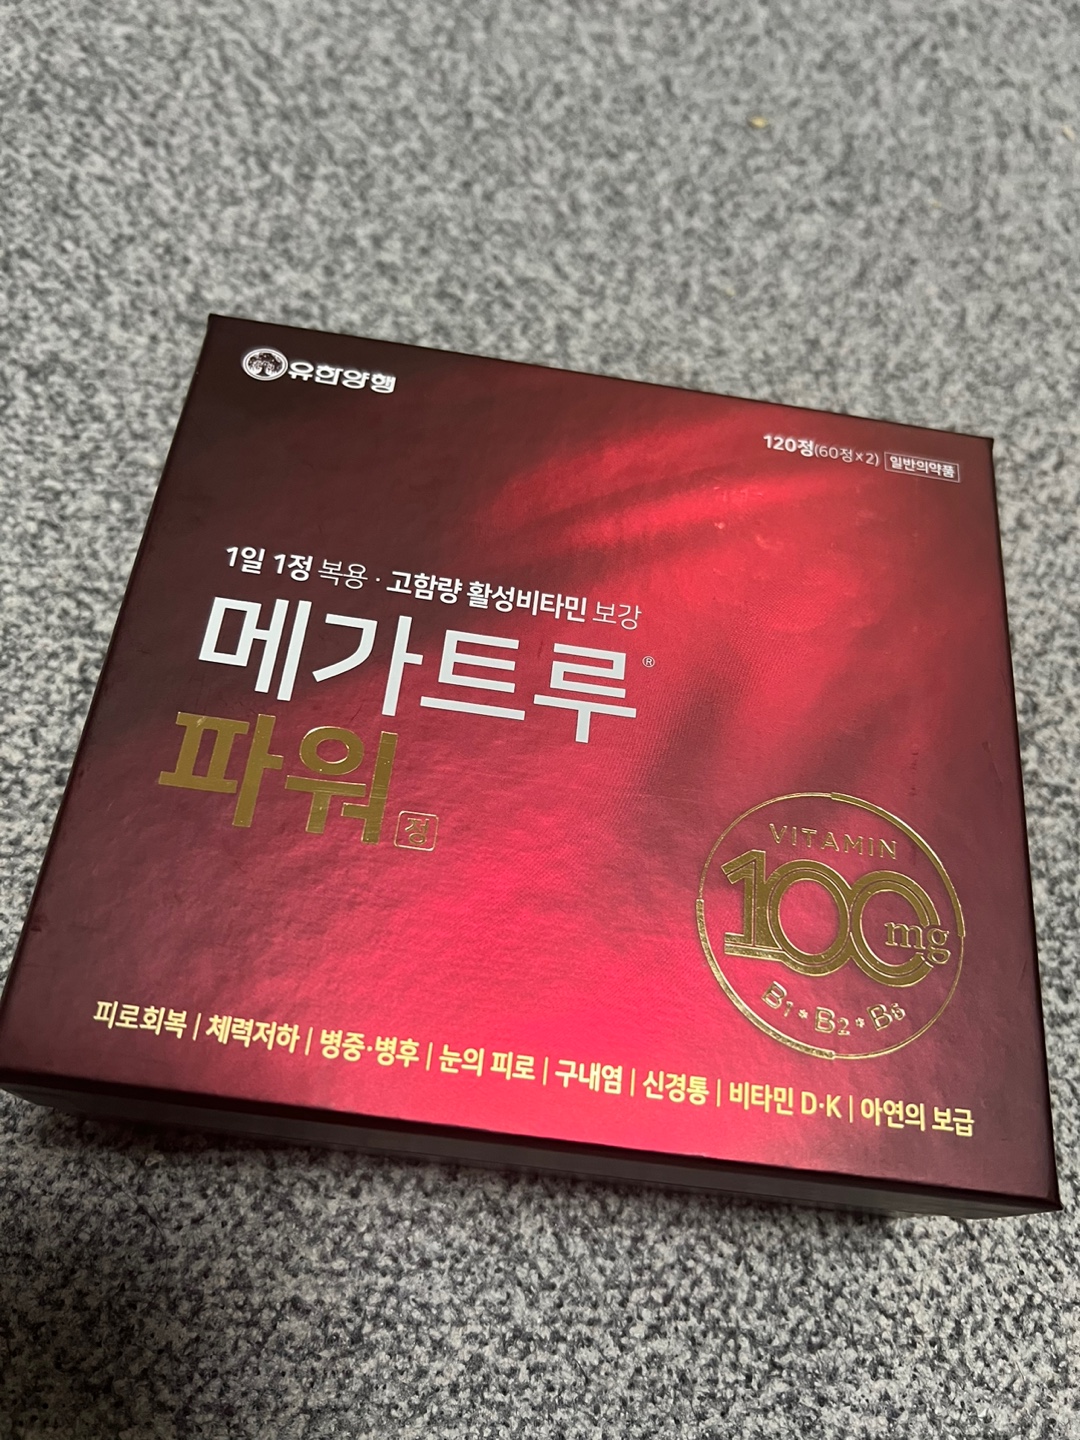 유한양행
120정(60정×2) 일반의약품
1일 1정 복용 · 고함량 활성비타민 보강
메가트루®
파워 정
VITAMIN
100mg
B1 * B2 * B6
피로회복 | 체력저하 | 병중·병후 | 눈의 피로 | 구내염 | 신경통 | 비타민 D·K | 아연의 보급